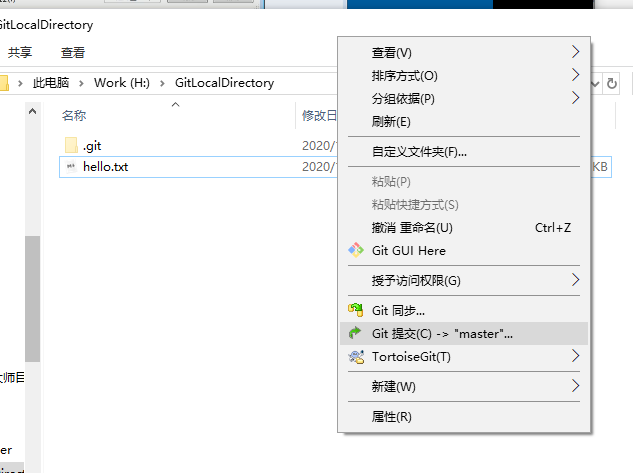 GitLocalDirectory
共享 查看
此电脑 Work (H:) GitLocalDirectory
名称 修改日
.git 2020/
hello.txt 2020/ KB
查看(V)
排序方式(O)
分组依据(P)
刷新(E)
自定义文件夹(F)...
粘贴(P)
粘贴快捷方式(S)
撤消 重命名(U) Ctrl+Z
Git GUI Here
授予访问权限(G)
Git 同步...
Git 提交(C) -> "master"...
TortoiseGit(T)
新建(W)
属性(R)
师目
er